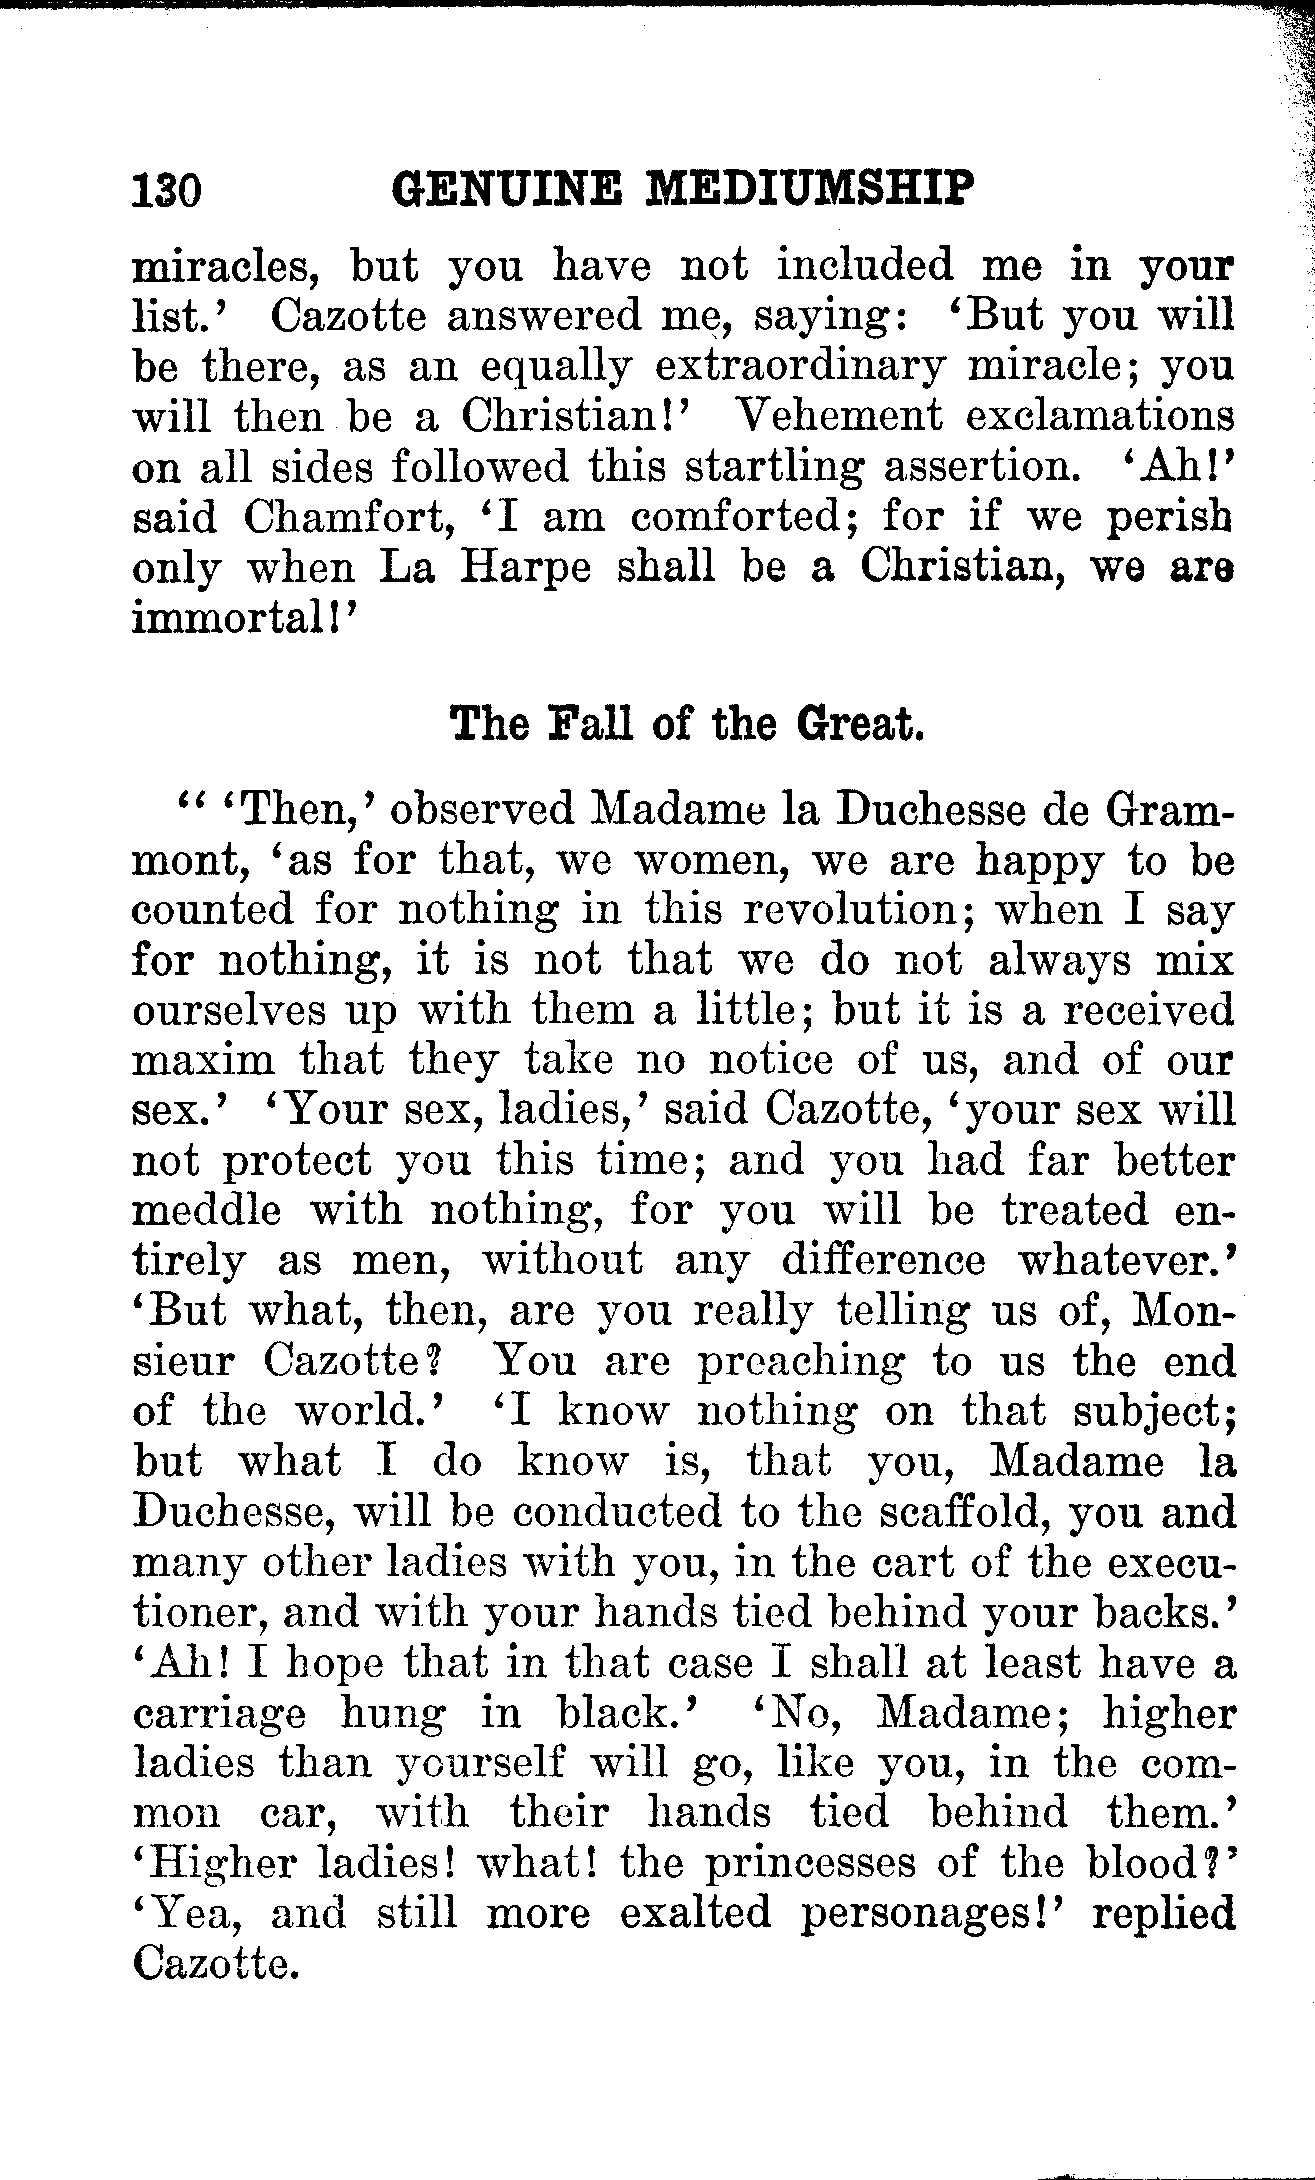 130 GENUINE MEDIUMSHIP
miracles, but you have not included me in your
list.’ Cazotte answered me, saying: ‘But you will
be there, as an equally extraordinary miracle; you
will then be a Christian!’ Vehement exclamations
on all sides followed this startling assertion. ‘Ah!’
said Chamfort, ‘I am comforted; for if we perish
only when La Harpe shall be a Christian, we are
immortal!’
The Fall of the Great.
“ ‘Then,’ observed Madame la Duchesse de Gram-
mont, ‘as for that, we women, we are happy to be
counted for nothing in this revolution; when I say
for nothing, it is not that we do not always mix
ourselves up with them a little; but it is a received
maxim that they take no notice of us, and of our
sex.’ ‘Your sex, ladies,’ said Cazotte, ‘your sex will
not protect you this time; and you had far better
meddle with nothing, for you will be treated en-
tirely as men, without any difference whatever.’
‘But what, then, are you really telling us of, Mon-
sieur Cazotte? You are preaching to us the end
of the world.’ ‘I know nothing on that subject;
but what I do know is, that you, Madame la
Duchesse, will be conducted to the scaffold, you and
many other ladies with you, in the cart of the execu-
tioner, and with your hands tied behind your backs.’
‘Ah! I hope that in that case I shall at least have a
carriage hung in black.’ ‘No, Madame; higher
ladies than yourself will go, like you, in the com-
mon car, with their hands tied behind them.’
‘Higher ladies! what! the princesses of the blood?’
‘Yea, and still more exalted personages!’ replied
Cazotte.